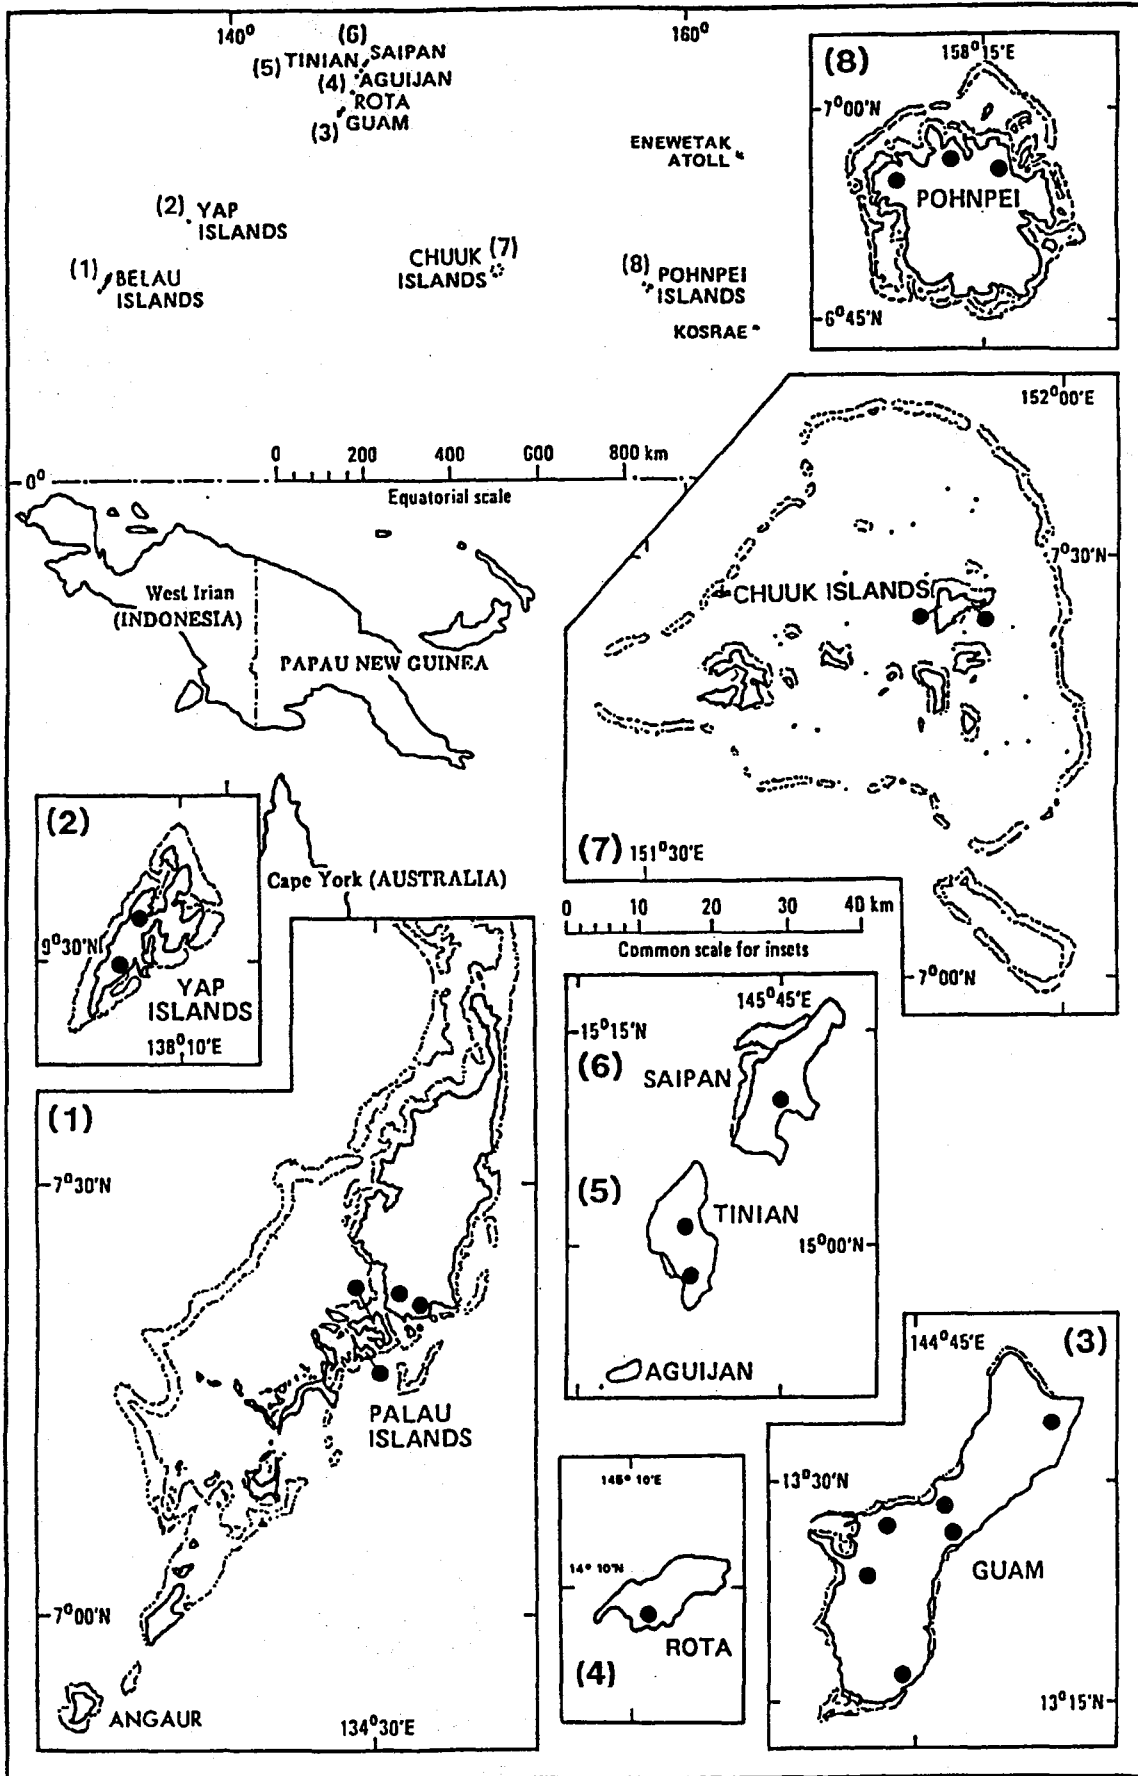 140°
160°
(6)
(5) TINIAN SAIPAN
(4) AGUIJAN
ROTA
(3) GUAM
ENEWETAK
ATOLL
(2) YAP
ISLANDS
(1) BELAU
ISLANDS
CHUUK (7)
ISLANDS
(8) POHNPEI
ISLANDS
KOSRAE
(8)
158°15'E
7°00'N
POHNPEI
6°45'N
0 200 400 600 800 km
Equatorial scale
0°
West Irian
(INDONESIA)
PAPAU NEW GUINEA
Cape York (AUSTRALIA)
152°00'E
7°30'N
CHUUK ISLANDS
(7) 151°30'E
7°00'N
0 10 20 30 40 km
Common scale for insets
(2)
9°30'N
YAP
ISLANDS
138°10'E
(1)
7°30'N
PALAU
ISLANDS
7°00'N
ANGAUR
134°30'E
145°45'E
15°15'N
(6)
SAIPAN
(5)
TINIAN
15°00'N
AGUIJAN
145° 10'E
14° 10'N
ROTA
(4)
144°45'E
(3)
13°30'N
GUAM
13°15'N